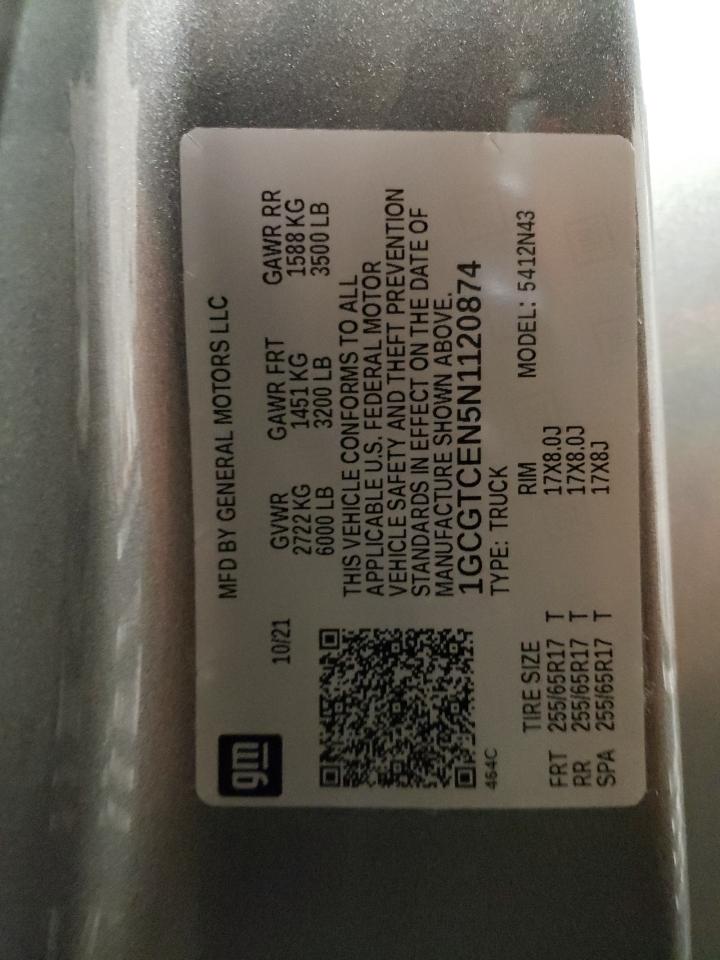 gm
MFD BY GENERAL MOTORS LLC
10/21
GVWR GAWR FRT GAWR RR
2722 KG 1451 KG 1588 KG
6000 LB 3200 LB 3500 LB
THIS VEHICLE CONFORMS TO ALL
APPLICABLE U.S. FEDERAL MOTOR
VEHICLE SAFETY AND THEFT PREVENTION
STANDARDS IN EFFECT ON THE DATE OF
MANUFACTURE SHOWN ABOVE.
1GCGTCEN5N1120874
464C
TYPE: TRUCK MODEL: 5412N43
TIRE SIZE RIM
FRT 255/65R17 T 17X8.0J
RR 255/65R17 T 17X8.0J
SPA 255/65R17 T 17X8J